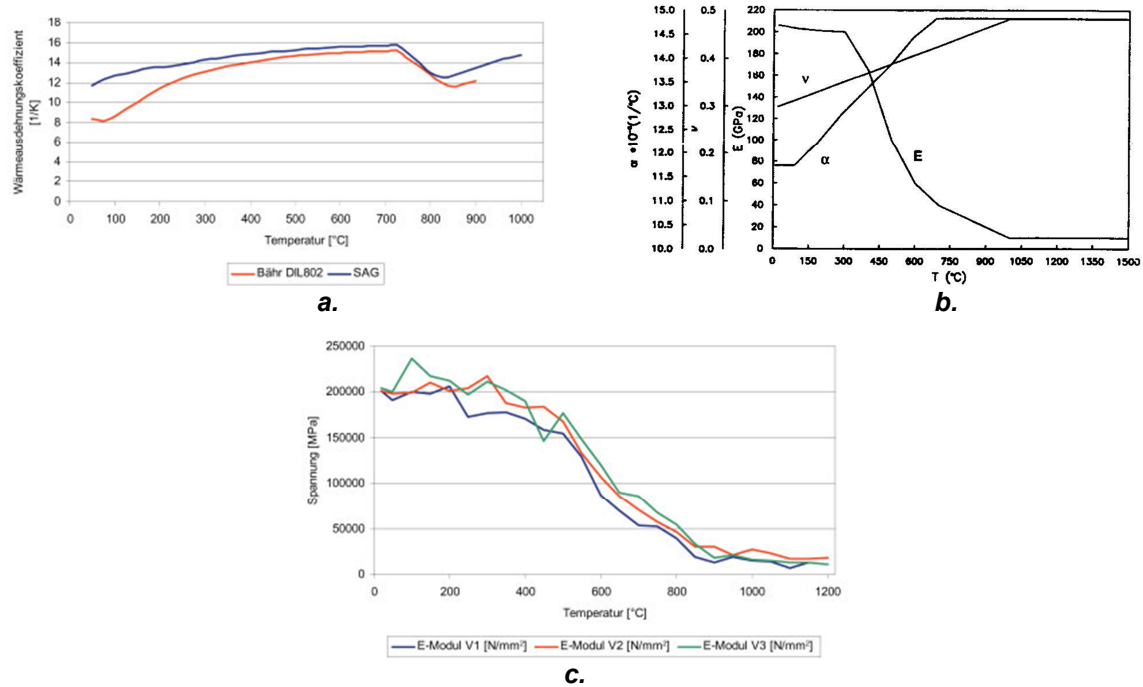 18
16
14
12
10
8
6
4
2
0
Wärmeausdehnungskoeffizient
[1/K]
0 100 200 300 400 500 600 700 800 900 1000
Temperatur [°C]
Bähr DIL802 SAG
a.
15.0
14.5
14.0
13.5
13.0
12.5
12.0
11.5
11.0
10.5
10.0
α *10⁻⁶(1/°C)
0.5
0.4
0.3
0.2
0.1
0.0
ν
220
200
180
160
140
120
100
80
60
40
20
0
E (GPa)
ν
α
E
0 150 300 450 600 750 900 1050 1200 1350 1500
T (°C)
b.
250000
200000
150000
100000
50000
0
Spannung [MPa]
0 200 400 600 800 1000 1200
Temperatur [°C]
E-Modul V1 [N/mm²] E-Modul V2 [N/mm²] E-Modul V3 [N/mm²]
c.